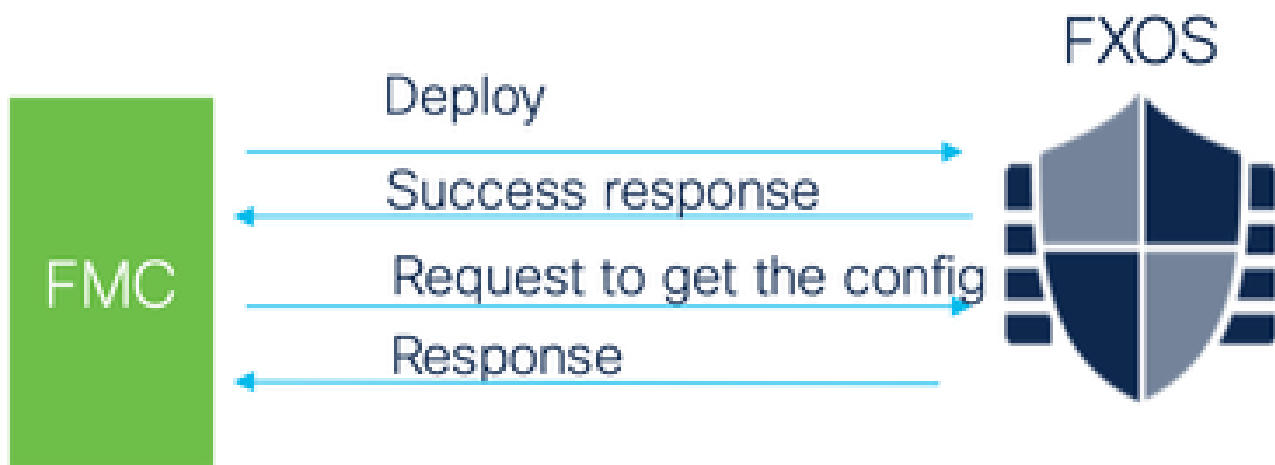 FXOS
Deploy
Success response
FMC
Request to get the config
Response